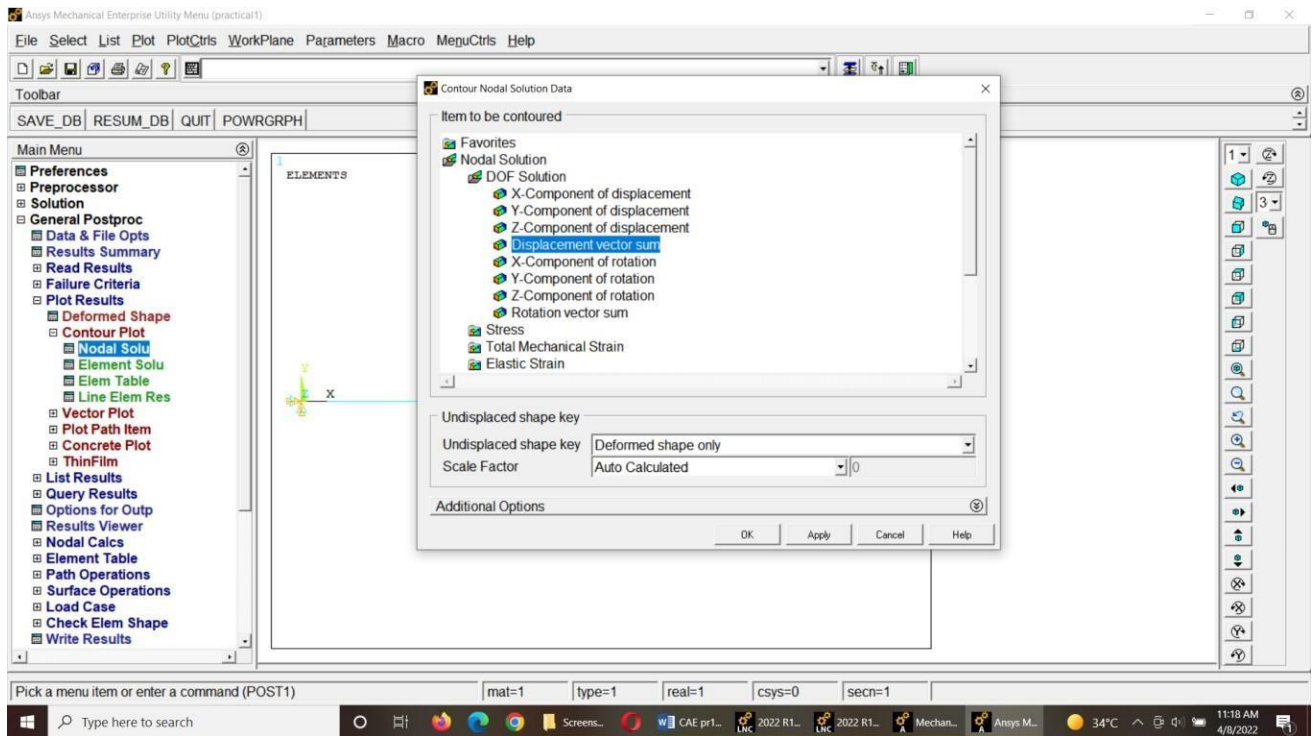 Ansys Mechanical Enterprise Utility Menu (practical1)
File Select List Plot PlotCtrls WorkPlane Parameters Macro MenuCtrls Help
Toolbar
SAVE_DB RESUM_DB QUIT POWRGRPH
Main Menu
Preferences
Preprocessor
Solution
General Postproc
Data & File Opts
Results Summary
Read Results
Failure Criteria
Plot Results
Deformed Shape
Contour Plot
Nodal Solu
Element Solu
Elem Table
Line Elem Res
Vector Plot
Plot Path Item
Concrete Plot
ThinFilm
List Results
Query Results
Options for Outp
Results Viewer
Nodal Calcs
Element Table
Path Operations
Surface Operations
Load Case
Check Elem Shape
Write Results
1
ELEMENTS
Y
X
Contour Nodal Solution Data
Item to be contoured
Favorites
Nodal Solution
DOF Solution
X-Component of displacement
Y-Component of displacement
Z-Component of displacement
Displacement vector sum
X-Component of rotation
Y-Component of rotation
Z-Component of rotation
Rotation vector sum
Stress
Total Mechanical Strain
Elastic Strain
Undisplaced shape key
Undisplaced shape key Deformed shape only
Scale Factor Auto Calculated 0
Additional Options
OK Apply Cancel Help
1
3
Pick a menu item or enter a command (POST1) mat=1 type=1 real=1 csys=0 secn=1
Type here to search Screens... CAE pr1... 2022 R1... 2022 R1... Mechan... Ansys M... 34°C 11:18 AM
4/8/2022